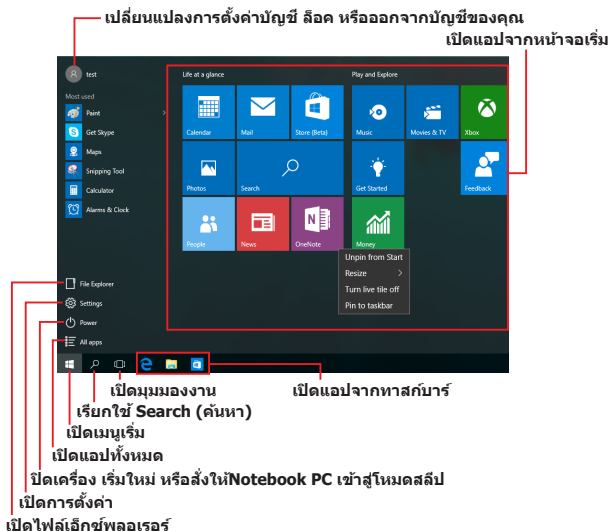 เปลี่ยนแปลงการตั้งค่าบัญชี ล็อค หรือออกจากบัญชีของคุณ
เปิดแอปจากหน้าจอเริ่ม
test
Life at a glance
Play and Explore
Most used
Paint
Get Skype
Maps
Snipping Tool
Calculator
Alarms & Clock
Calendar
Mail
Store (Beta)
Music
Movies & TV
Xbox
Photos
Search
Get Started
Feedback
People
News
OneNote
Money
Unpin from Start
Resize
Turn live tile off
Pin to taskbar
File Explorer
Settings
Power
All apps
เปิดมุมมองงาน
เปิดแอปจากทาสก์บาร์
เรียกใช้ Search (ค้นหา)
เปิดเมนูเริ่ม
เปิดแอปทั้งหมด
ปิดเครื่อง เริ่มใหม่ หรือสั่งให้Notebook PC เข้าสู่โหมดสลีป
เปิดการตั้งค่า
เปิดไฟล์เอ็กซ์พลอเรอร์